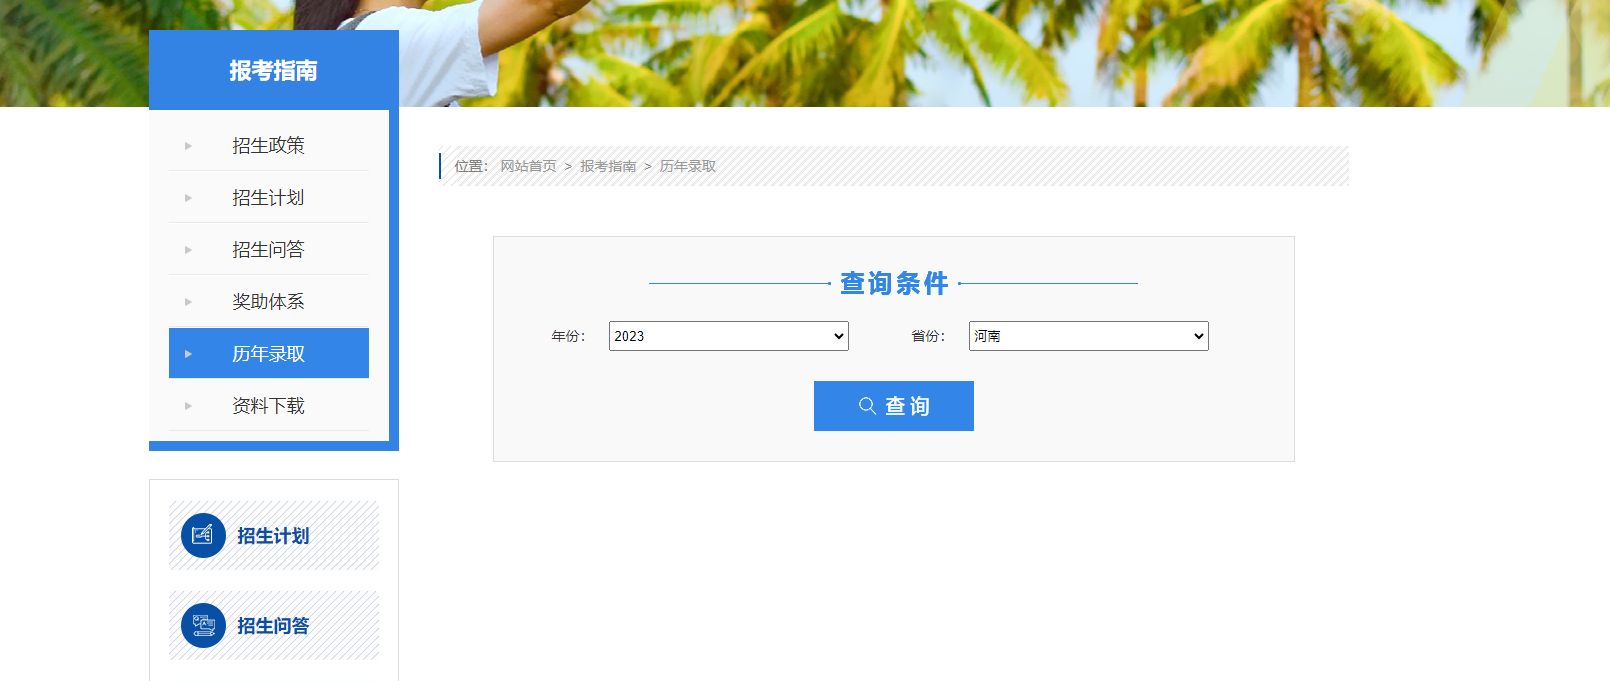 报考指南
招生政策
招生计划
招生问答
奖助体系
历年录取
资料下载
招生计划
招生问答
位置： 网站首页 > 报考指南 > 历年录取
查询条件
年份： 2023 省份： 河南
查询